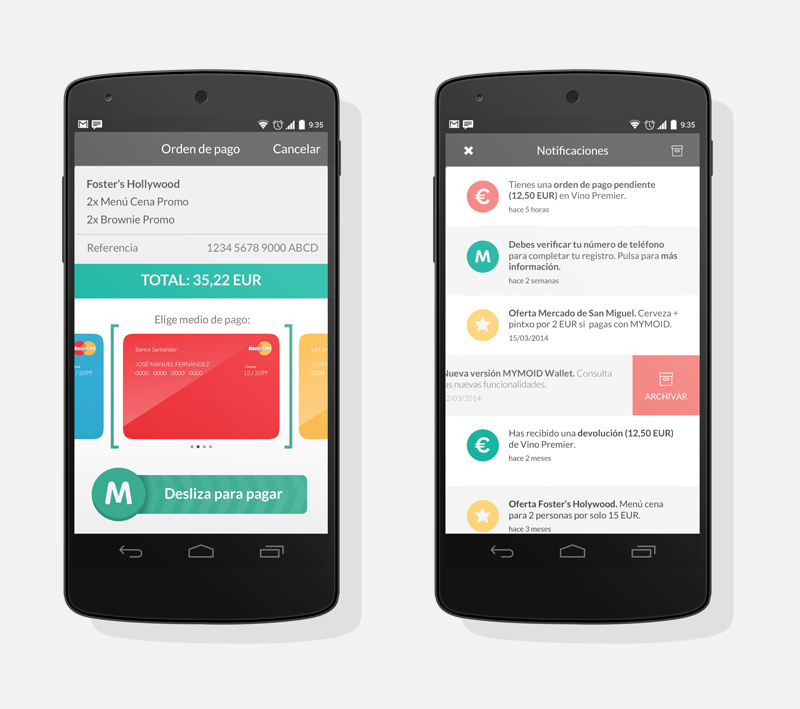 9:35
Orden de pago Cancelar
Foster's Hollywood
2x Menú Cena Promo
2x Brownie Promo
Referencia 1234 5678 9000 ABCD
TOTAL: 35,22 EUR
Elige medio de pago:
MasterCard
12 / 2099
Banco Santander
MasterCard
JOSÉ MANUEL FERNÁNDEZ
0000 0000 0000 0000
12 / 2099
M
Desliza para pagar
9:35
Notificaciones
€
Tienes una orden de pago pendiente
(12,50 EUR) en Vino Premier.
hace 5 horas
M
Debes verificar tu número de teléfono
para completar tu registro. Pulsa para más
información.
hace 2 semanas
Oferta Mercado de San Miguel. Cerveza +
pintxo por 2 EUR si pagas con MYMOID.
15/03/2014
Nueva versión MYMOID Wallet. Consulta
as nuevas funcionalidades.
2/03/2014
ARCHIVAR
€
Has recibido una devolución (12,50 EUR)
de Vino Premier.
hace 2 meses
Oferta Foster's Holywood. Menú cena
para 2 personas por solo 15 EUR.
hace 3 meses